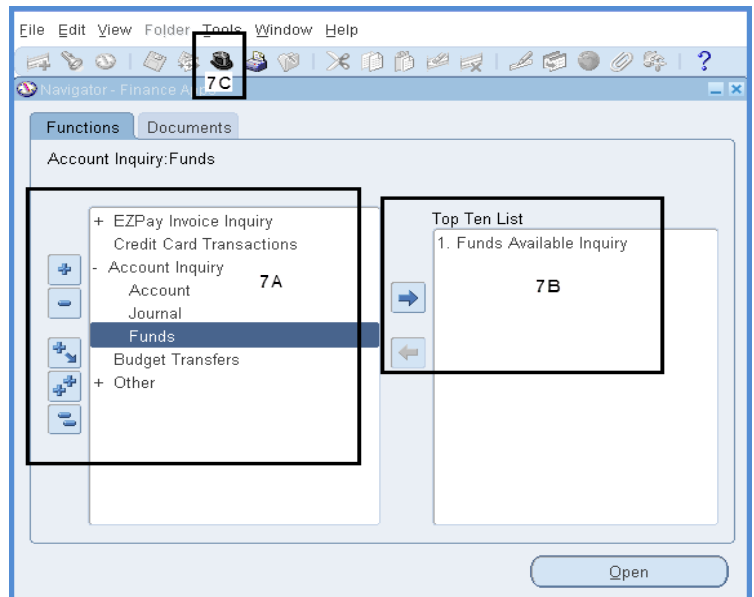 File Edit View Folder Tools Window Help
?
7C
Navigator - Finance App
Functions Documents
Account Inquiry:Funds
+ EZPay Invoice Inquiry
Credit Card Transactions
- Account Inquiry
7A
Account
Journal
Funds
Budget Transfers
+ Other
Top Ten List
1. Funds Available Inquiry
7B
Open